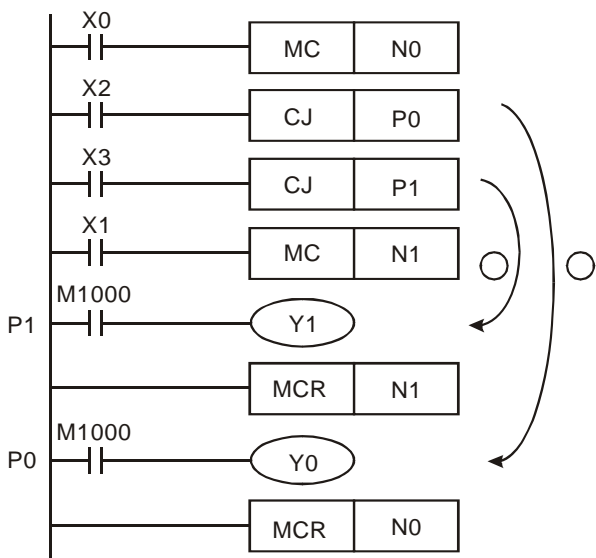 X0
MC N0
X2
CJ P0
X3
CJ P1
X1
MC N1
M1000
P1 Y1
MCR N1
M1000
P0 Y0
MCR N0